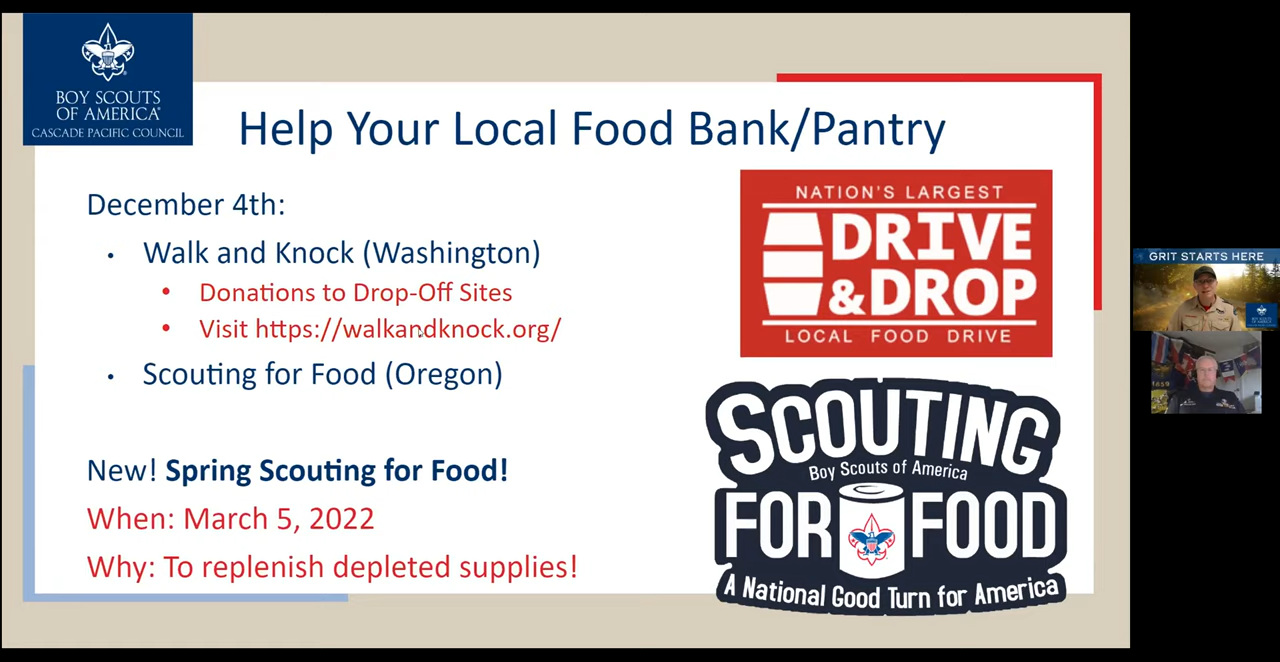 BOY SCOUTS
OF AMERICA®
CASCADE PACIFIC COUNCIL
Help Your Local Food Bank/Pantry
December 4th:
• Walk and Knock (Washington)
• Donations to Drop-Off Sites
• Visit https://walkandknock.org/
• Scouting for Food (Oregon)
New! Spring Scouting for Food!
When: March 5, 2022
Why: To replenish depleted supplies!
NATION'S LARGEST
DRIVE
&DROP
LOCAL FOOD DRIVE
SCOUTING
Boy Scouts of America
FOR FOOD
A National Good Turn for America
GRIT STARTS HERE